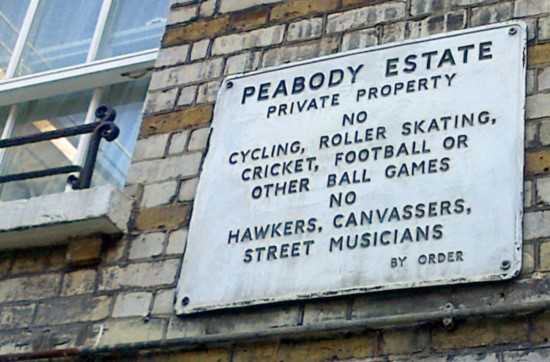 PEABODY ESTATE
PRIVATE PROPERTY
NO
CYCLING, ROLLER SKATING,
CRICKET, FOOTBALL OR
OTHER BALL GAMES
NO
HAWKERS, CANVASSERS,
STREET MUSICIANS
BY ORDER